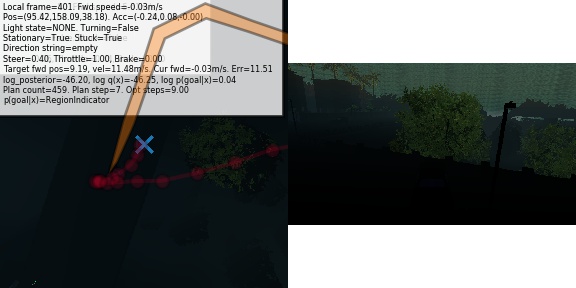 Local frame=401. Fwd speed=-0.03m/s
Pos=(95.42,158.09,38.18). Acc=(-0.24,0.08,-0.00)
Light state=NONE. Turning=False
Stationary=True. Stuck=True
Direction string=empty
Steer=0.40, Throttle=1.00, Brake=0.00
Target fwd pos=9.19, vel=11.48m/s. Cur fwd=-0.03m/s. Err=11.51
log_posterior=-46.20, log q(x)=-46.25, log p(goal|x)=0.04
Plan count=459. Plan step=7. Opt steps=9.00
p(goal|x)=RegionIndicator